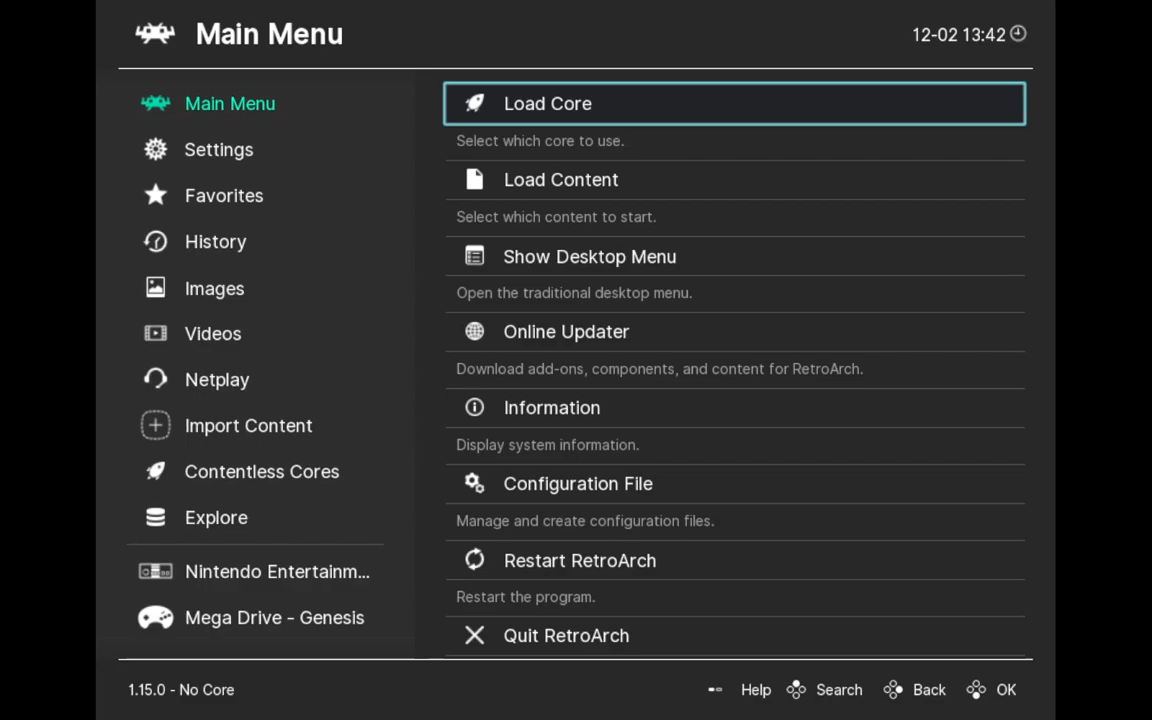 Main Menu
12-02 13:42
Main Menu
Settings
Favorites
History
Images
Videos
Netplay
Import Content
Contentless Cores
Explore
Nintendo Entertainm...
Mega Drive - Genesis
Load Core
Select which core to use.
Load Content
Select which content to start.
Show Desktop Menu
Open the traditional desktop menu.
Online Updater
Download add-ons, components, and content for RetroArch.
Information
Display system information.
Configuration File
Manage and create configuration files.
Restart RetroArch
Restart the program.
Quit RetroArch
1.15.0 - No Core
Help Search Back OK